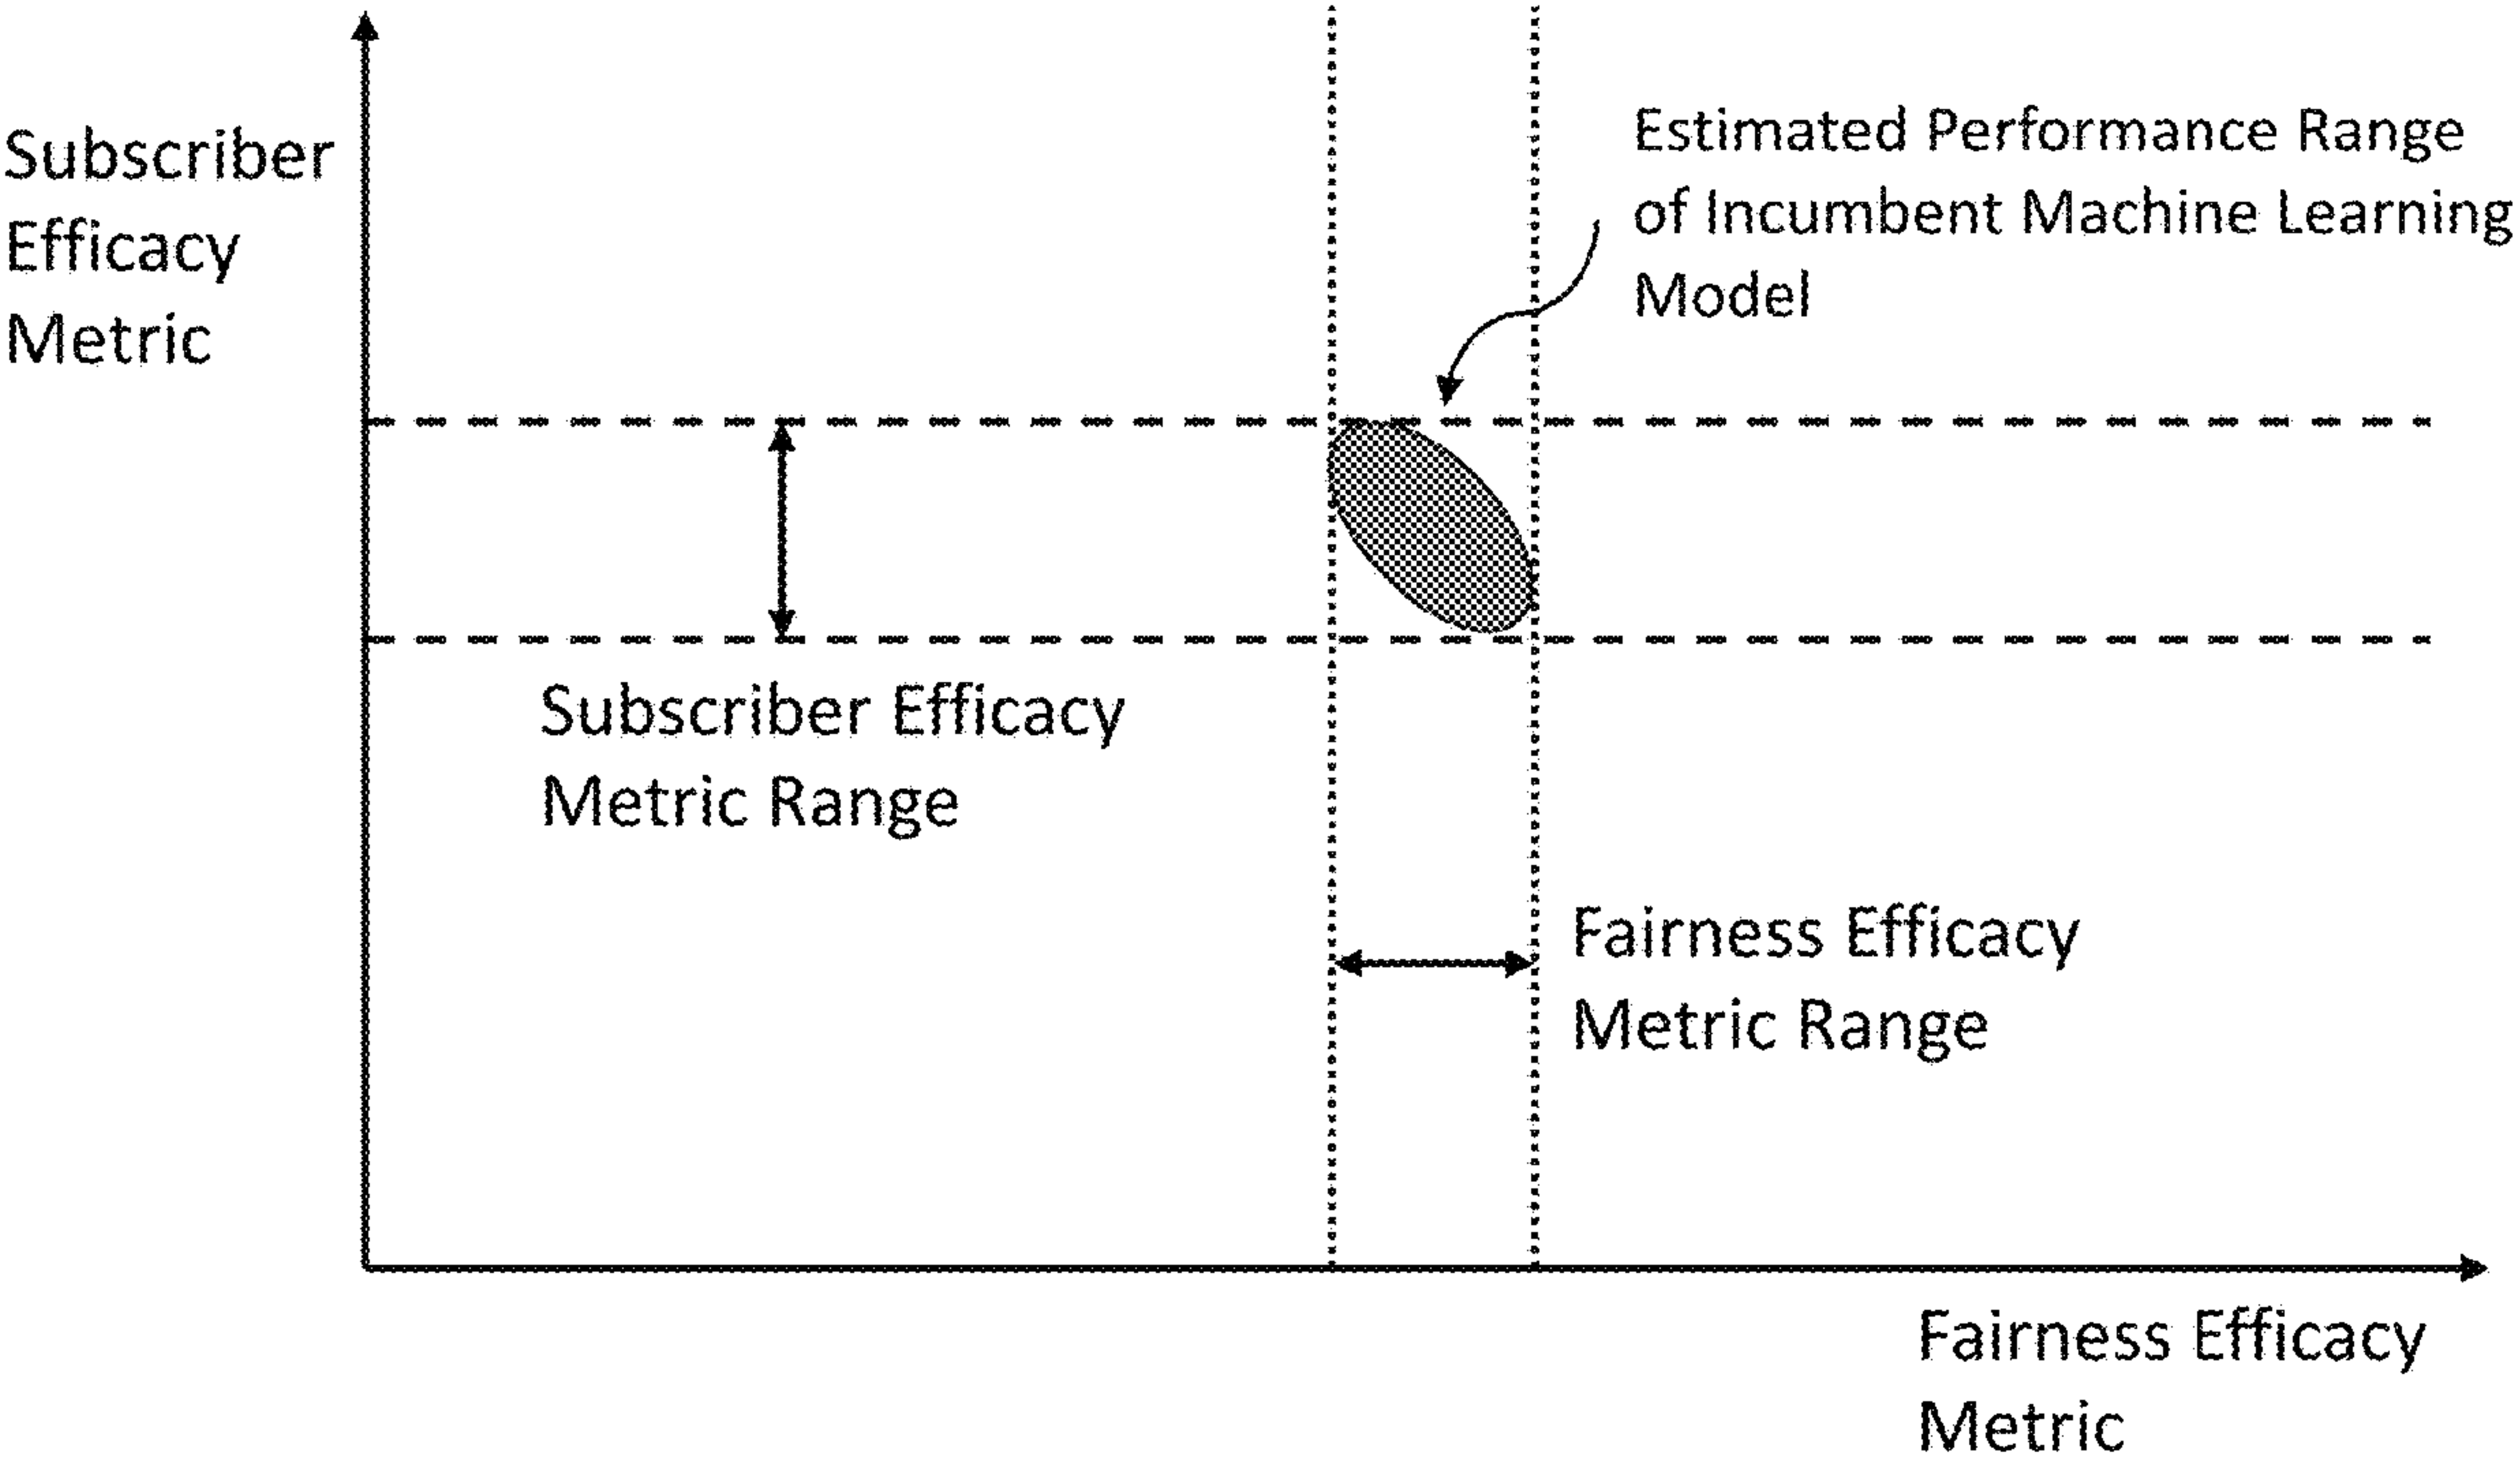 Subscriber
Efficacy
Metric
Estimated Performance Range
of Incumbent Machine Learning
Model
Subscriber Efficacy
Metric Range
Fairness Efficacy
Metric Range
Fairness Efficacy
Metric